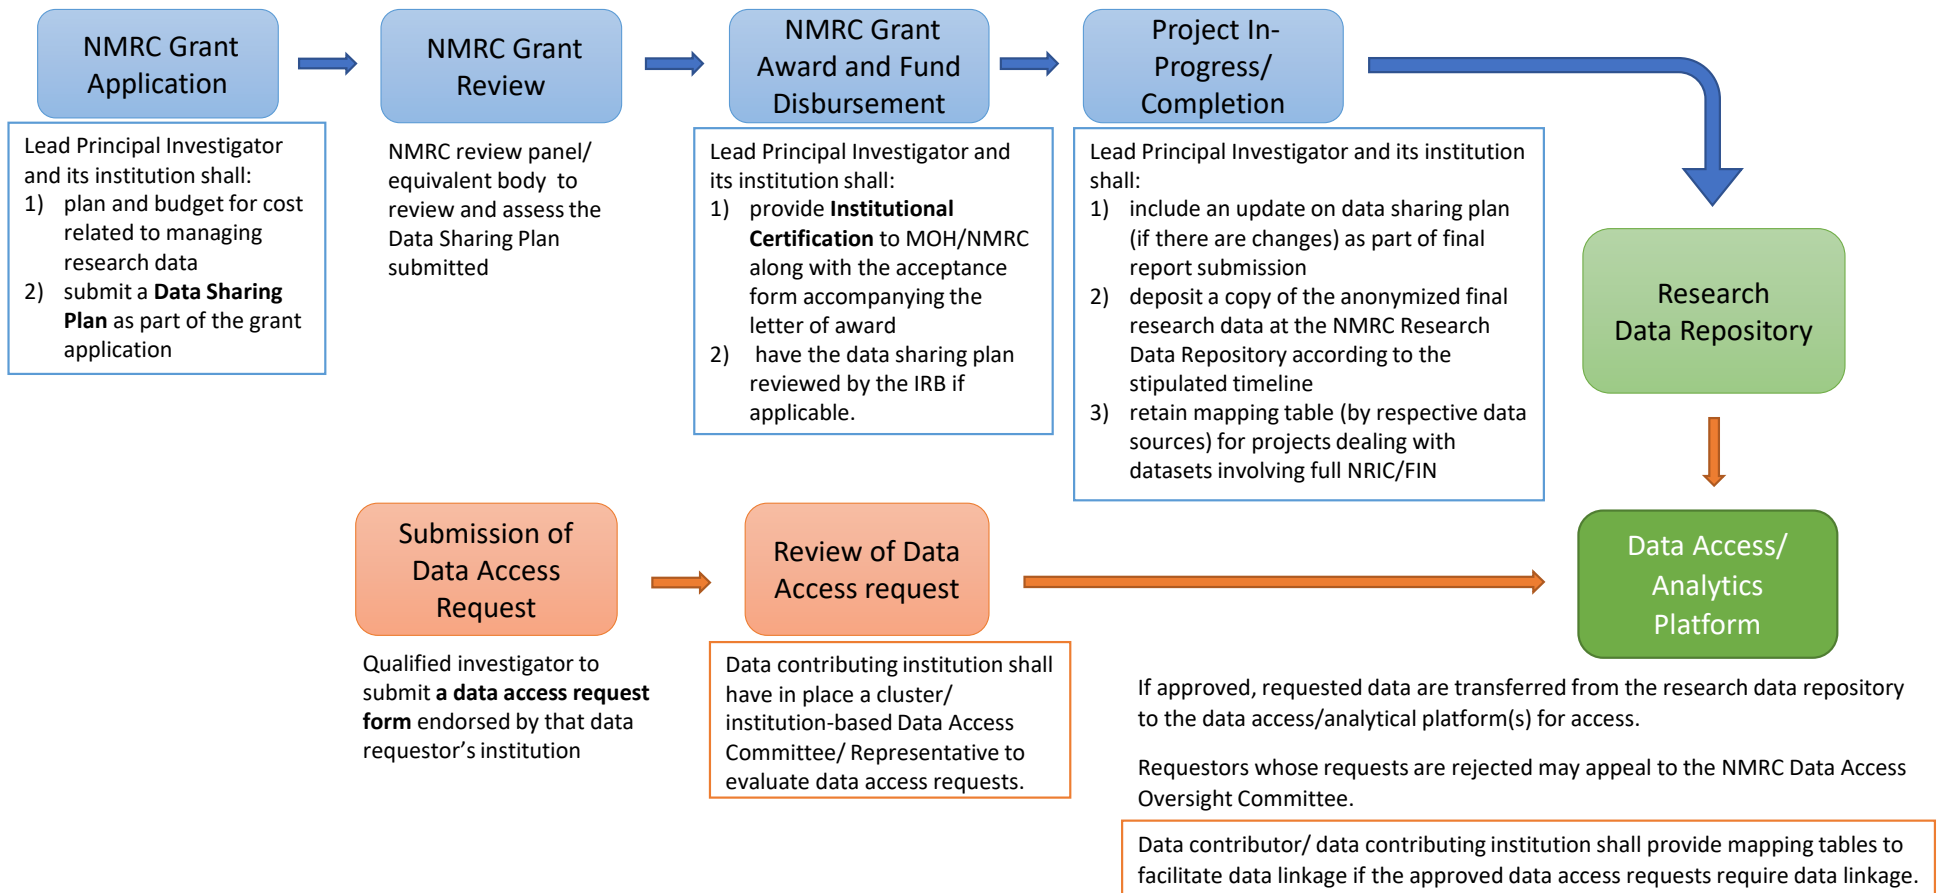 NMRC Grant
Application
NMRC Grant
Review
NMRC Grant
Award and Fund
Disbursement
Project In-
Progress/
Completion
Lead Principal Investigator
and its institution shall:
1) plan and budget for cost
related to managing
research data
2) submit a Data Sharing
Plan as part of the grant
application
NMRC review panel/
equivalent body to
review and assess the
Data Sharing Plan
submitted
Lead Principal Investigator and
its institution shall:
1) provide Institutional
Certification to MOH/NMRC
along with the acceptance
form accompanying the
letter of award
2) have the data sharing plan
reviewed by the IRB if
applicable.
Lead Principal Investigator and its institution
shall:
1) include an update on data sharing plan
(if there are changes) as part of final
report submission
2) deposit a copy of the anonymized final
research data at the NMRC Research
Data Repository according to the
stipulated timeline
3) retain mapping table (by respective data
sources) for projects dealing with
datasets involving full NRIC/FIN
Research
Data Repository
Submission of
Data Access
Request
Review of Data
Access request
Data Access/
Analytics
Platform
Qualified investigator to
submit a data access request
form endorsed by that data
requestor's institution
Data contributing institution shall
have in place a cluster/
institution-based Data Access
Committee/ Representative to
evaluate data access requests.
If approved, requested data are transferred from the research data repository
to the data access/analytical platform(s) for access.
Requestors whose requests are rejected may appeal to the NMRC Data Access
Oversight Committee.
Data contributor/ data contributing institution shall provide mapping tables to
facilitate data linkage if the approved data access requests require data linkage.